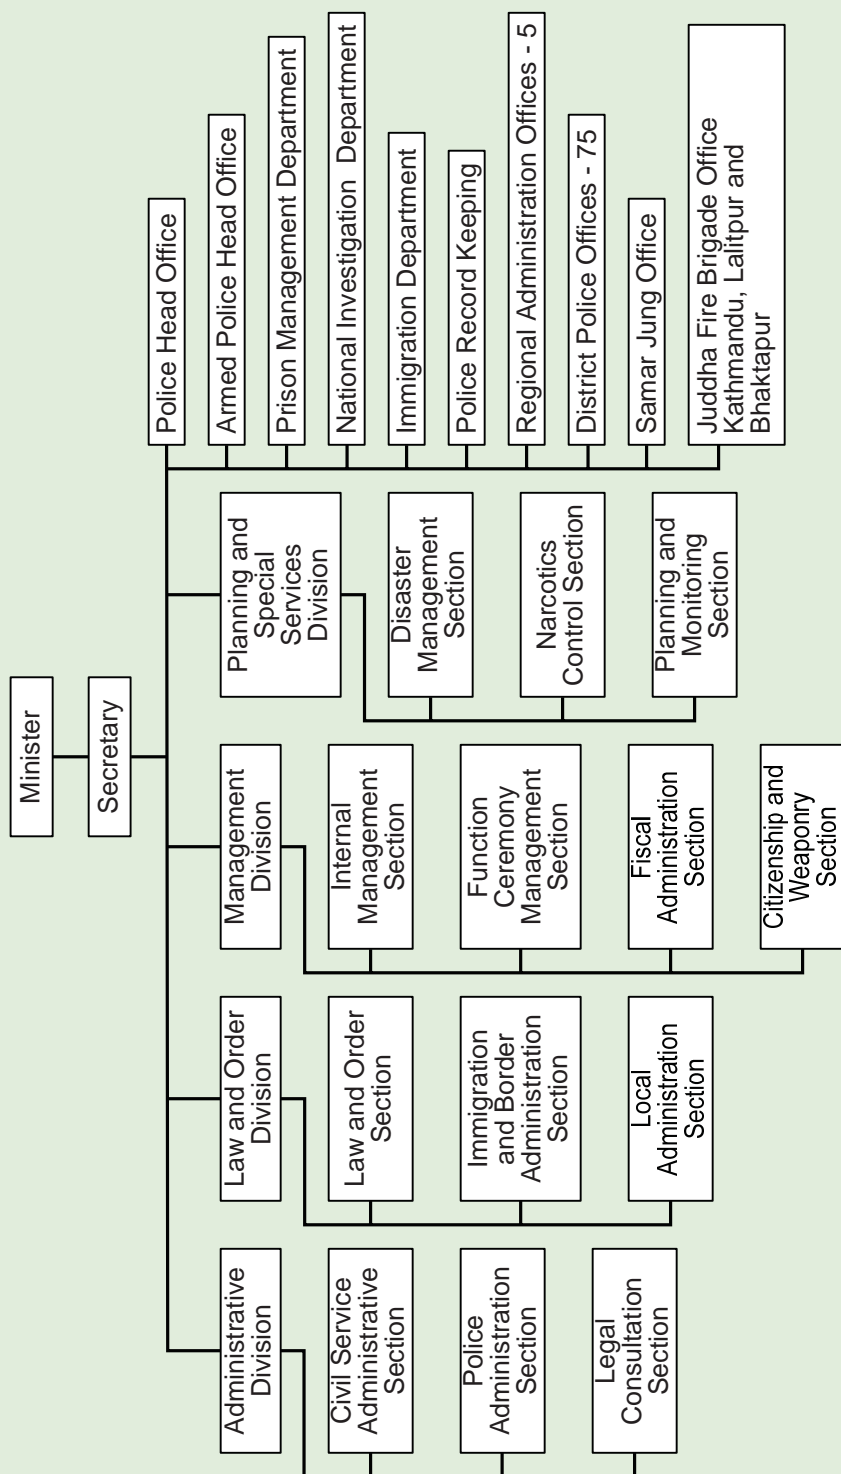 Minister
Secretary
Administrative
Division
Civil Service
Administrative
Section
Police
Administration
Section
Legal
Consultation
Section
Law and Order
Division
Law and Order
Section
Immigration
and Border
Administration
Section
Local
Administration
Section
Management
Division
Internal
Management
Section
Function
Ceremony
Management
Section
Fiscal
Administration
Section
Citizenship and
Weaponry
Section
Planning and
Special
Services
Division
Disaster
Management
Section
Narcotics
Control Section
Planning and
Monitoring
Section
Police Head Office
Armed Police Head Office
Prison Management Department
National Investigation Department
Immigration Department
Police Record Keeping
Regional Administration Offices - 5
District Police Offices - 75
Samar Jung Office
Juddha Fire Brigade Office
Kathmandu, Lalitpur and
Bhaktapur